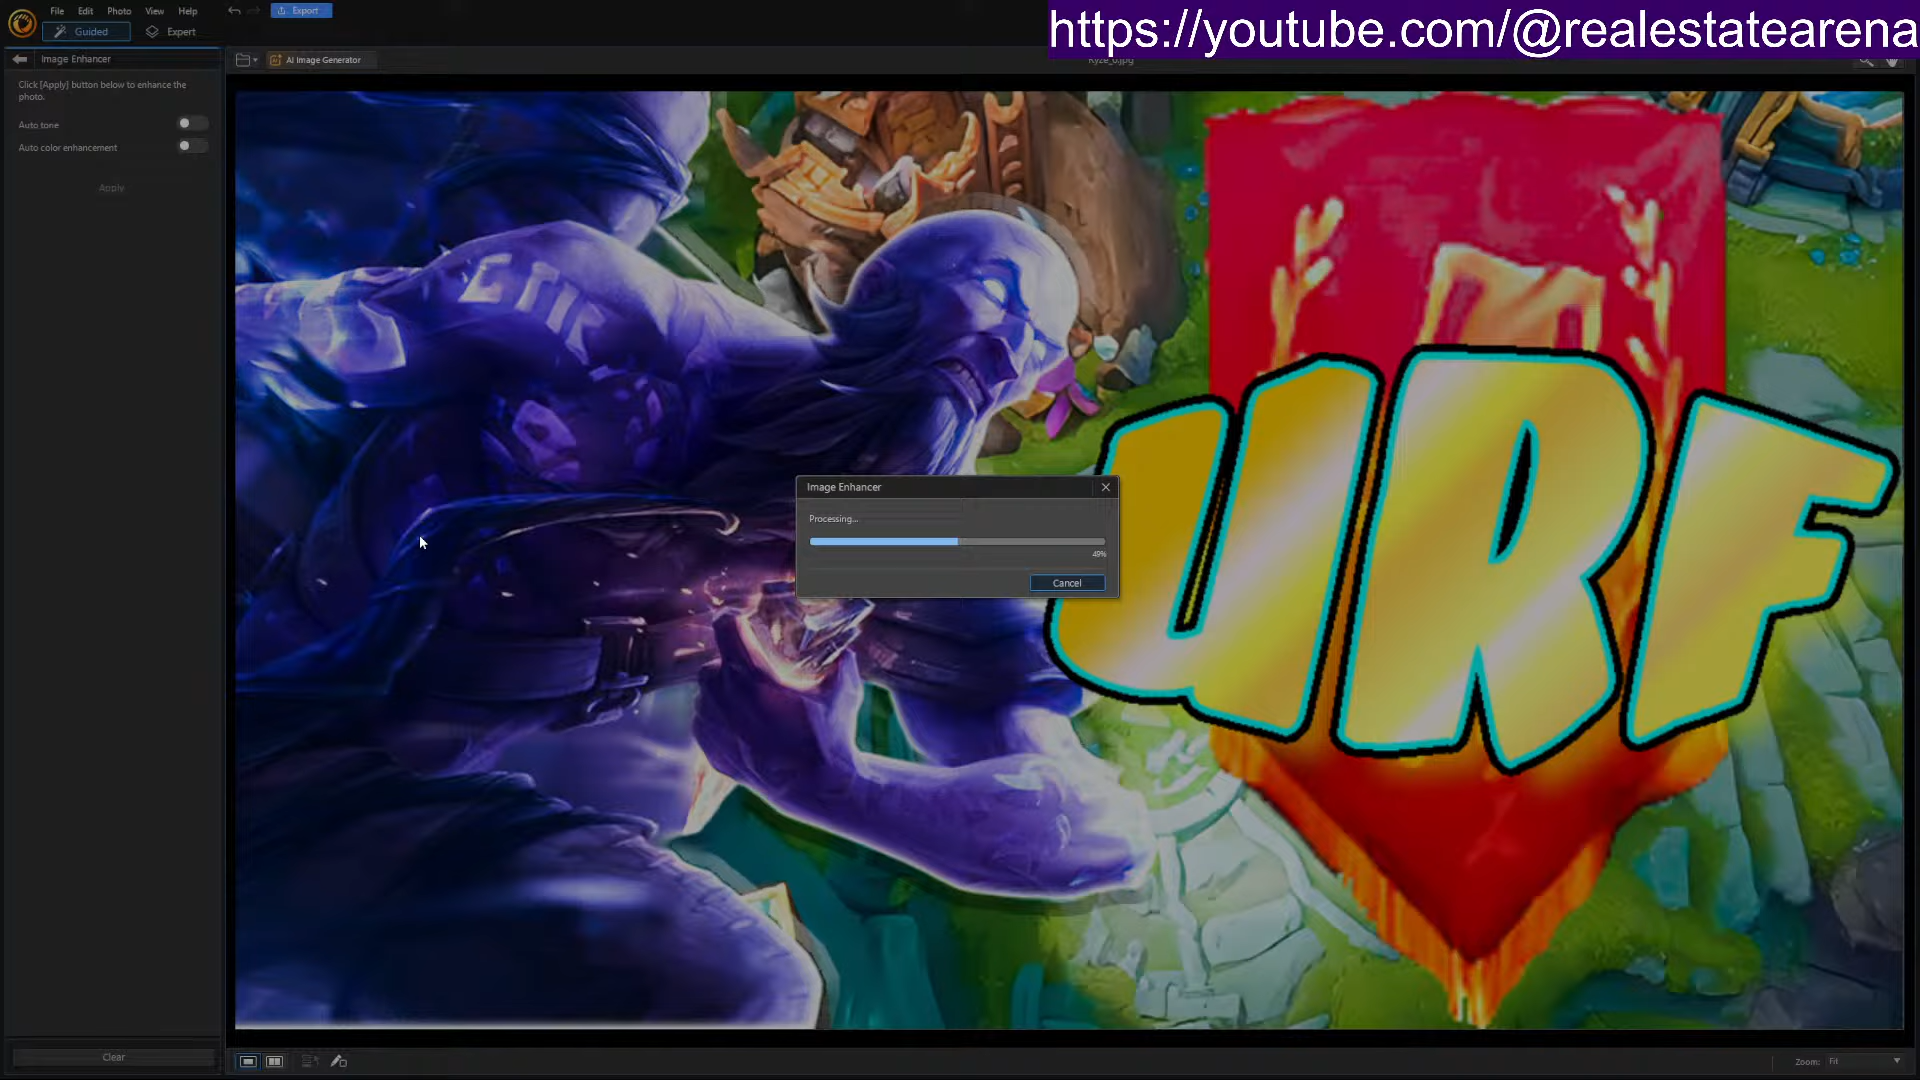 File Edit Photo View Help Export
https://youtube.com/@realestatearena
Guided Expert
Image Enhancer
AI Image Generator
Ryze_0.jpg
Click [Apply] button below to enhance the
photo.
Auto tone
Auto color enhancement
Apply
URF
Image Enhancer
Processing...
49%
Cancel
Clear
Zoom: Fit